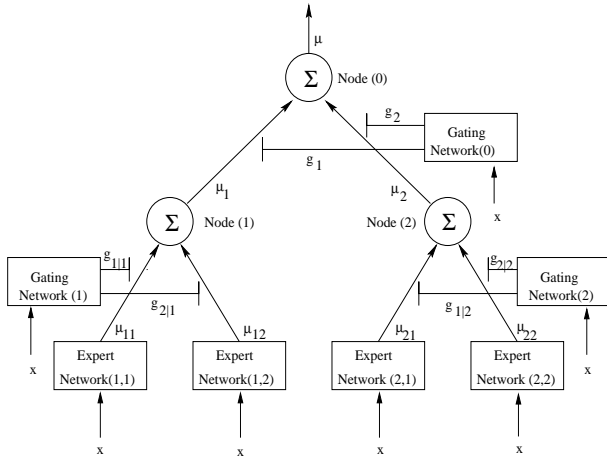 μ
Σ
Node (0)
g2
Gating
Network(0)
g1
μ1
μ2
x
Σ
Node (1)
Node (2)
Σ
g1|1
g2|2
Gating
Network (1)
g2|1
g1|2
Gating
Network(2)
μ11
μ12
μ21
μ22
x
Expert
Network(1,1)
Expert
Network(1,2)
Expert
Network (2,1)
Expert
Network (2,2)
x
x
x
x
x